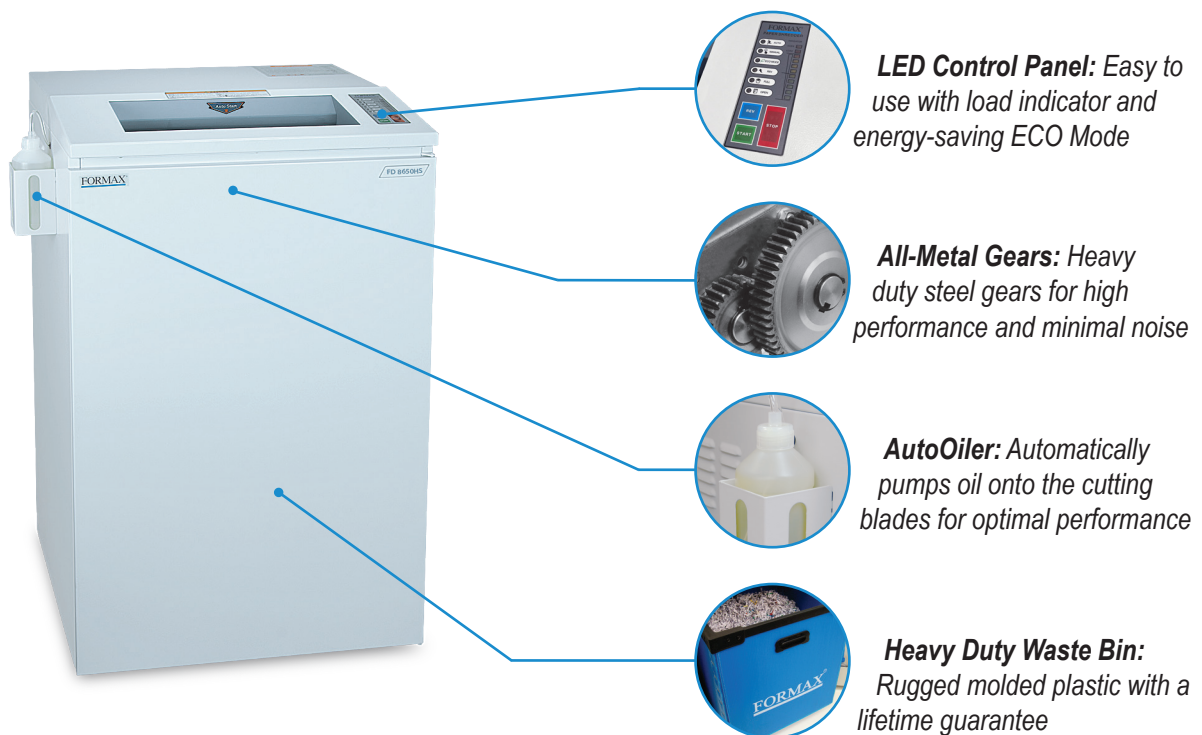 Auto Start
FORMAX
FD 8650HS
FORMAX
REV
STOP
START
LED Control Panel: Easy to
use with load indicator and
energy-saving ECO Mode
All-Metal Gears: Heavy
duty steel gears for high
performance and minimal noise
AutoOiler: Automatically
pumps oil onto the cutting
blades for optimal performance
FORMAX
Heavy Duty Waste Bin:
Rugged molded plastic with a
lifetime guarantee